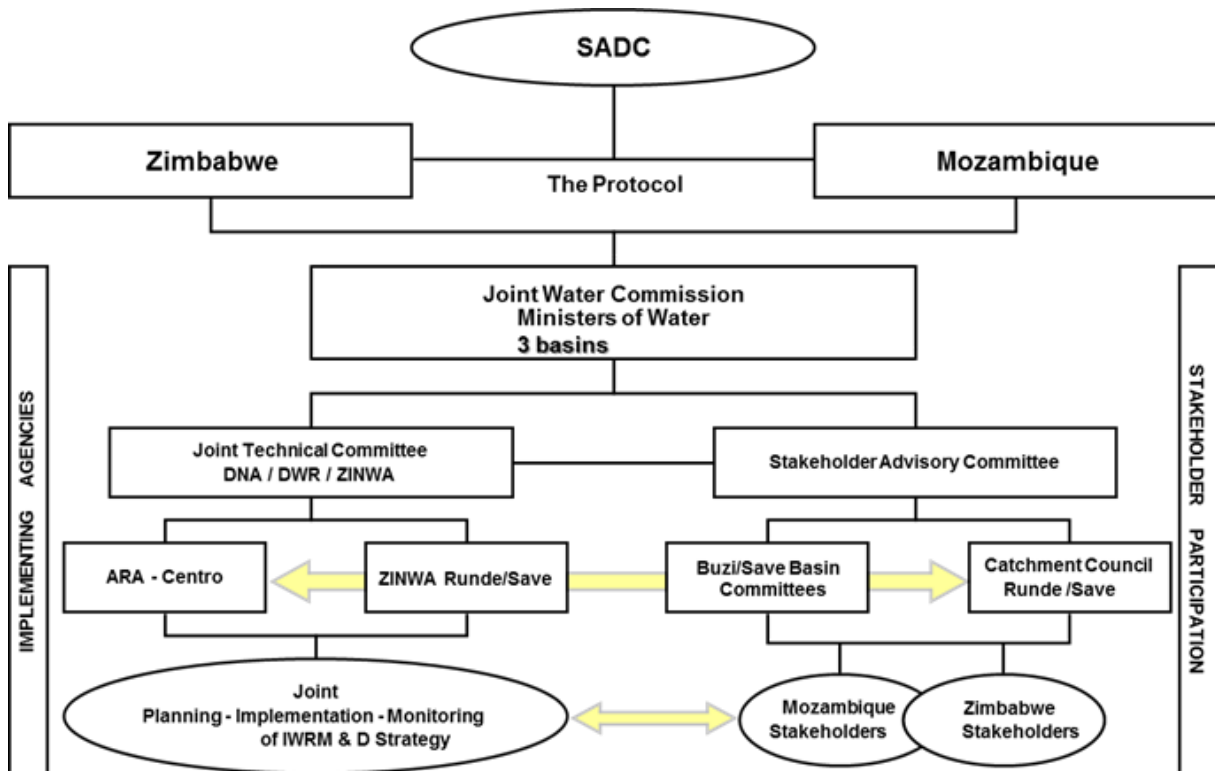 SADC
Zimbabwe
Mozambique
The Protocol
Joint Water Commission
Ministers of Water
3 basins
IMPLEMENTING AGENCIES
STAKEHOLDER PARTICIPATION
Joint Technical Committee
DNA / DWR / ZINWA
Stakeholder Advisory Committee
ARA - Centro
ZINWA Runde/Save
Buzi/Save Basin
Committees
Catchment Council
Runde /Save
Joint
Planning - Implementation - Monitoring
of IWRM & D Strategy
Mozambique
Stakeholders
Zimbabwe
Stakeholders